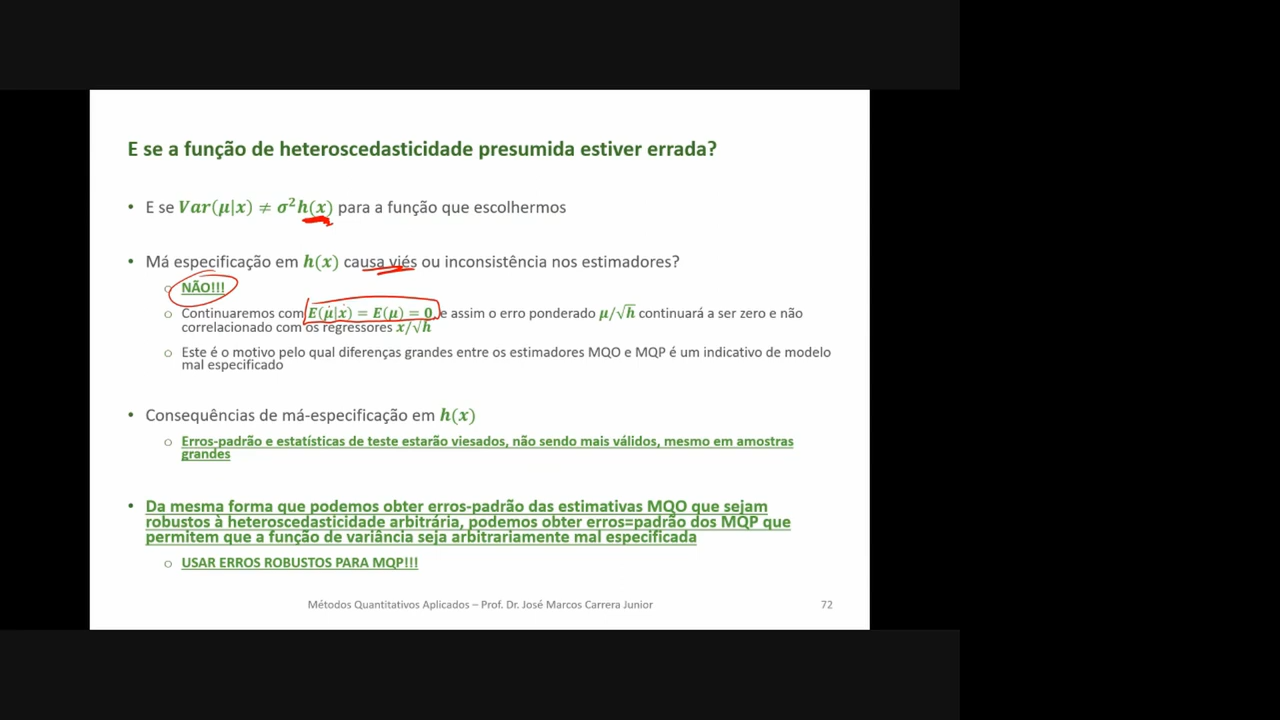 E se a função de heteroscedasticidade presumida estiver errada?
• E se Var(μ|x) ≠ σ²h(x) para a função que escolhermos
• Má especificação em h(x) causa viés ou inconsistência nos estimadores?
○ NÃO!!!
○ Continuaremos com E(μ|x) = E(μ) = 0, e assim o erro ponderado μ/√h continuará a ser zero e não
correlacionado com os regressores x/√h
○ Este é o motivo pelo qual diferenças grandes entre os estimadores MQO e MQP é um indicativo de modelo
mal especificado
• Consequências de má-especificação em h(x)
○ Erros-padrão e estatísticas de teste estarão viesados, não sendo mais válidos, mesmo em amostras
grandes
• Da mesma forma que podemos obter erros-padrão das estimativas MQO que sejam
robustos à heteroscedasticidade arbitrária, podemos obter erros=padrão dos MQP que
permitem que a função de variância seja arbitrariamente mal especificada
○ USAR ERROS ROBUSTOS PARA MQP!!!
Métodos Quantitativos Aplicados – Prof. Dr. José Marcos Carrera Junior 72